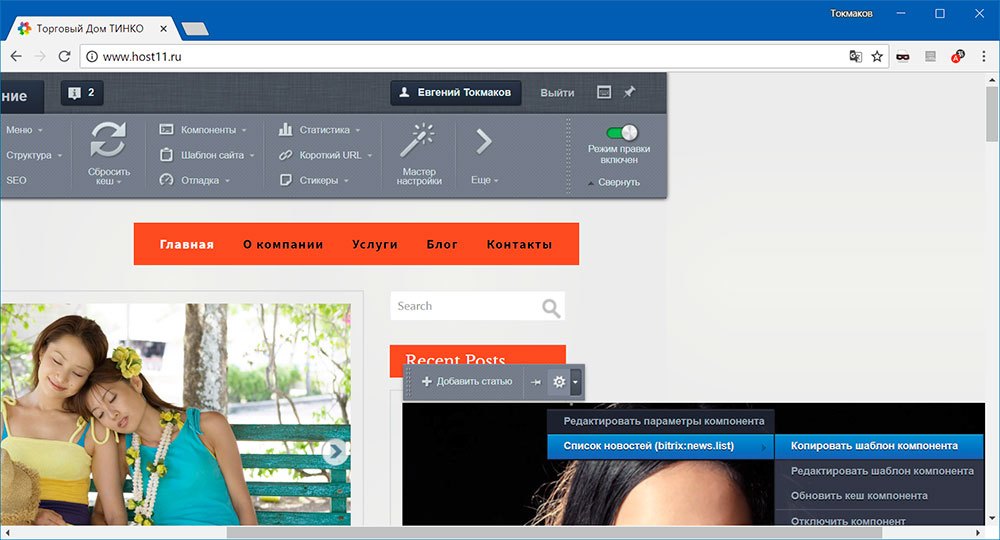 Токмаков
Торговый Дом ТИНКО
www.host11.ru
ние
2
Евгений Токмаков
Выйти
Меню
Структура
SEO
Сбросить
кеш
Компоненты
Шаблон сайта
Отладка
Статистика
Короткий URL
Стикеры
Мастер
настройки
Еще
Режим правки
включен
Свернуть
Главная О компании Услуги Блог Контакты
Search
Recent Posts
Добавить статью
Редактировать параметры компонента
Список новостей (bitrix:news.list)
Копировать шаблон компонента
Редактировать шаблон компонента
Обновить кеш компонента
Отключить компонент